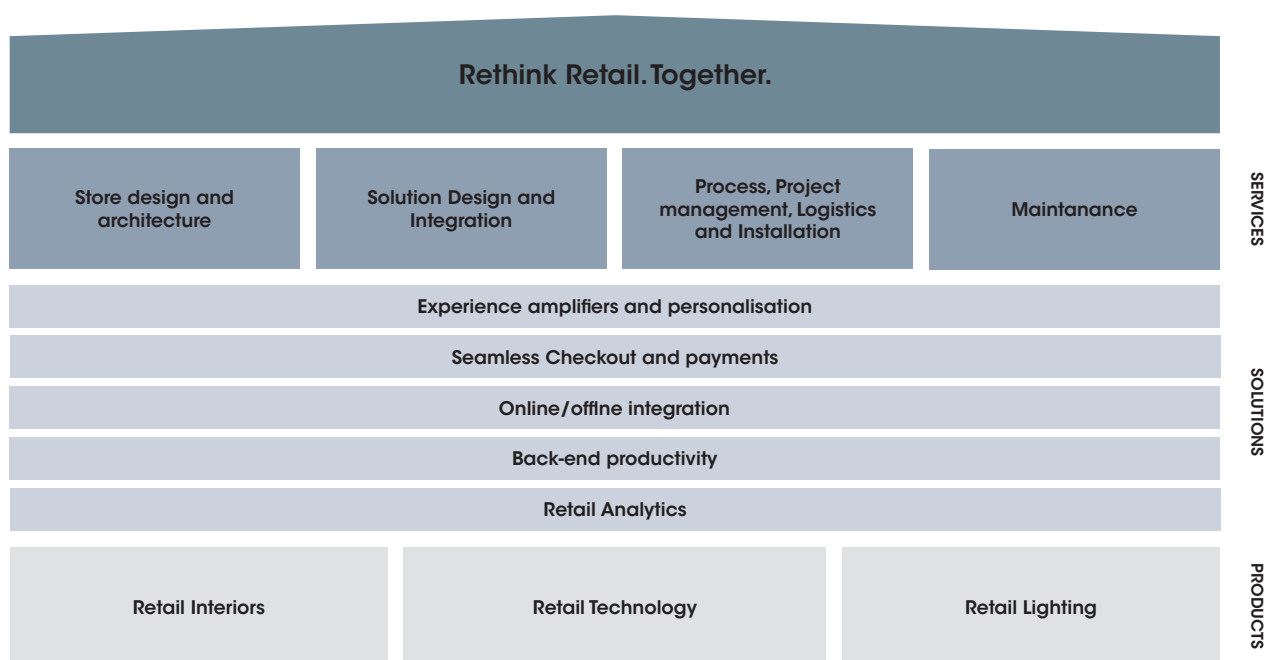 Rethink Retail. Together.
Store design and
architecture
Solution Design and
Integration
Process, Project
management, Logistics
and Installation
Maintanance
SERVICES
Experience amplifiers and personalisation
Seamless Checkout and payments
Online/offlne integration
Back-end productivity
Retail Analytics
SOLUTIONS
Retail Interiors
Retail Technology
Retail Lighting
PRODUCTS